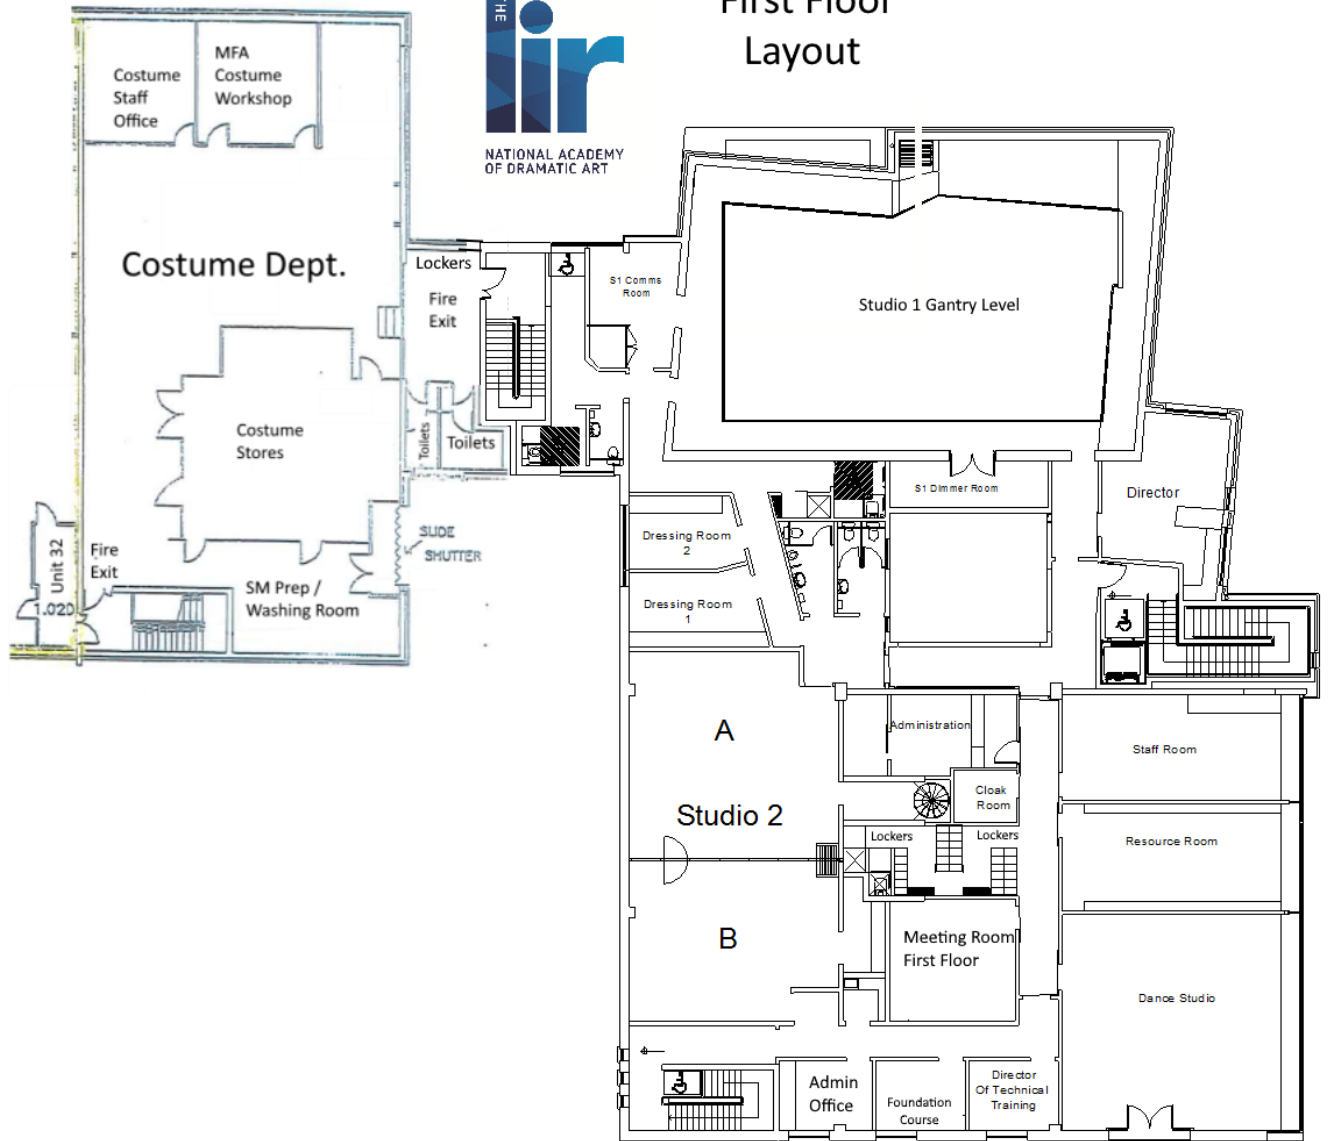 First Floor
Layout
THE
lir
NATIONAL ACADEMY
OF DRAMATIC ART
Costume
Staff
Office
MFA
Costume
Workshop
Costume Dept.
Lockers
Fire
Exit
S1 Comms
Room
Studio 1 Gantry Level
Costume
Stores
Toilets
Toilets
S1 Dimmer Room
Director
Dressing Room
2
Dressing Room
1
SLIDE
SHUTTER
Unit 32
1.020
Fire
Exit
SM Prep /
Washing Room
A
Studio 2
B
Administration
Cloak
Room
Lockers
Lockers
Staff Room
Resource Room
Meeting Room
First Floor
Dance Studio
Admin
Office
Foundation
Course
Director
Of Technical
Training